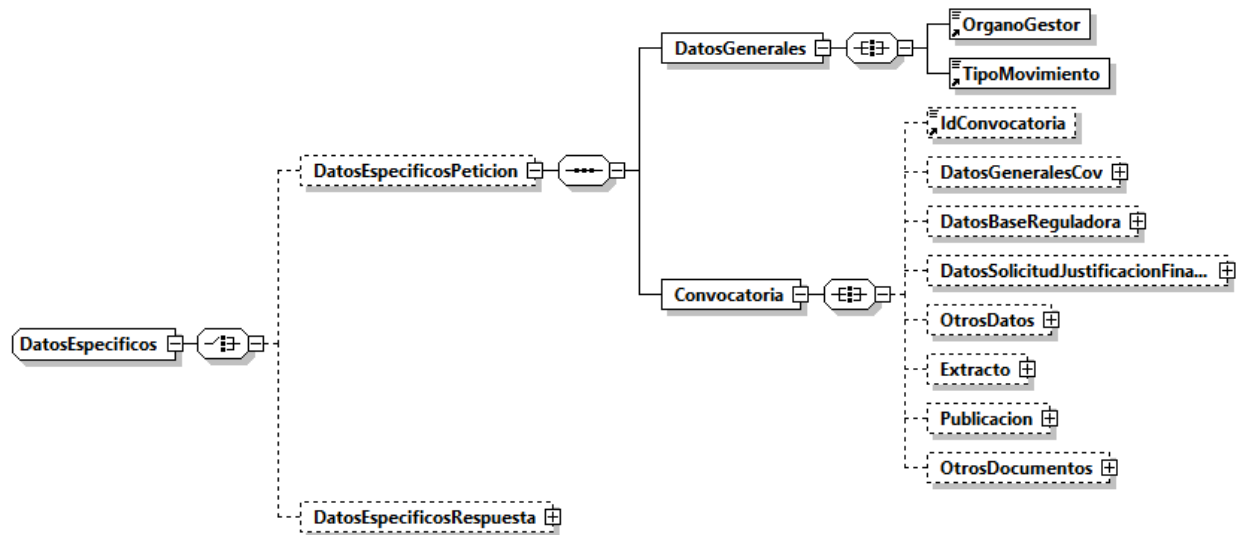 DatosGenerales
OrganoGestor
TipoMovimiento
IdConvocatoria
DatosEspecificosPeticion
DatosGeneralesCov
DatosBaseReguladora
DatosSolicitudJustificacionFina...
Convocatoria
OtrosDatos
DatosEspecificos
Extracto
Publicacion
OtrosDocumentos
DatosEspecificosRespuesta